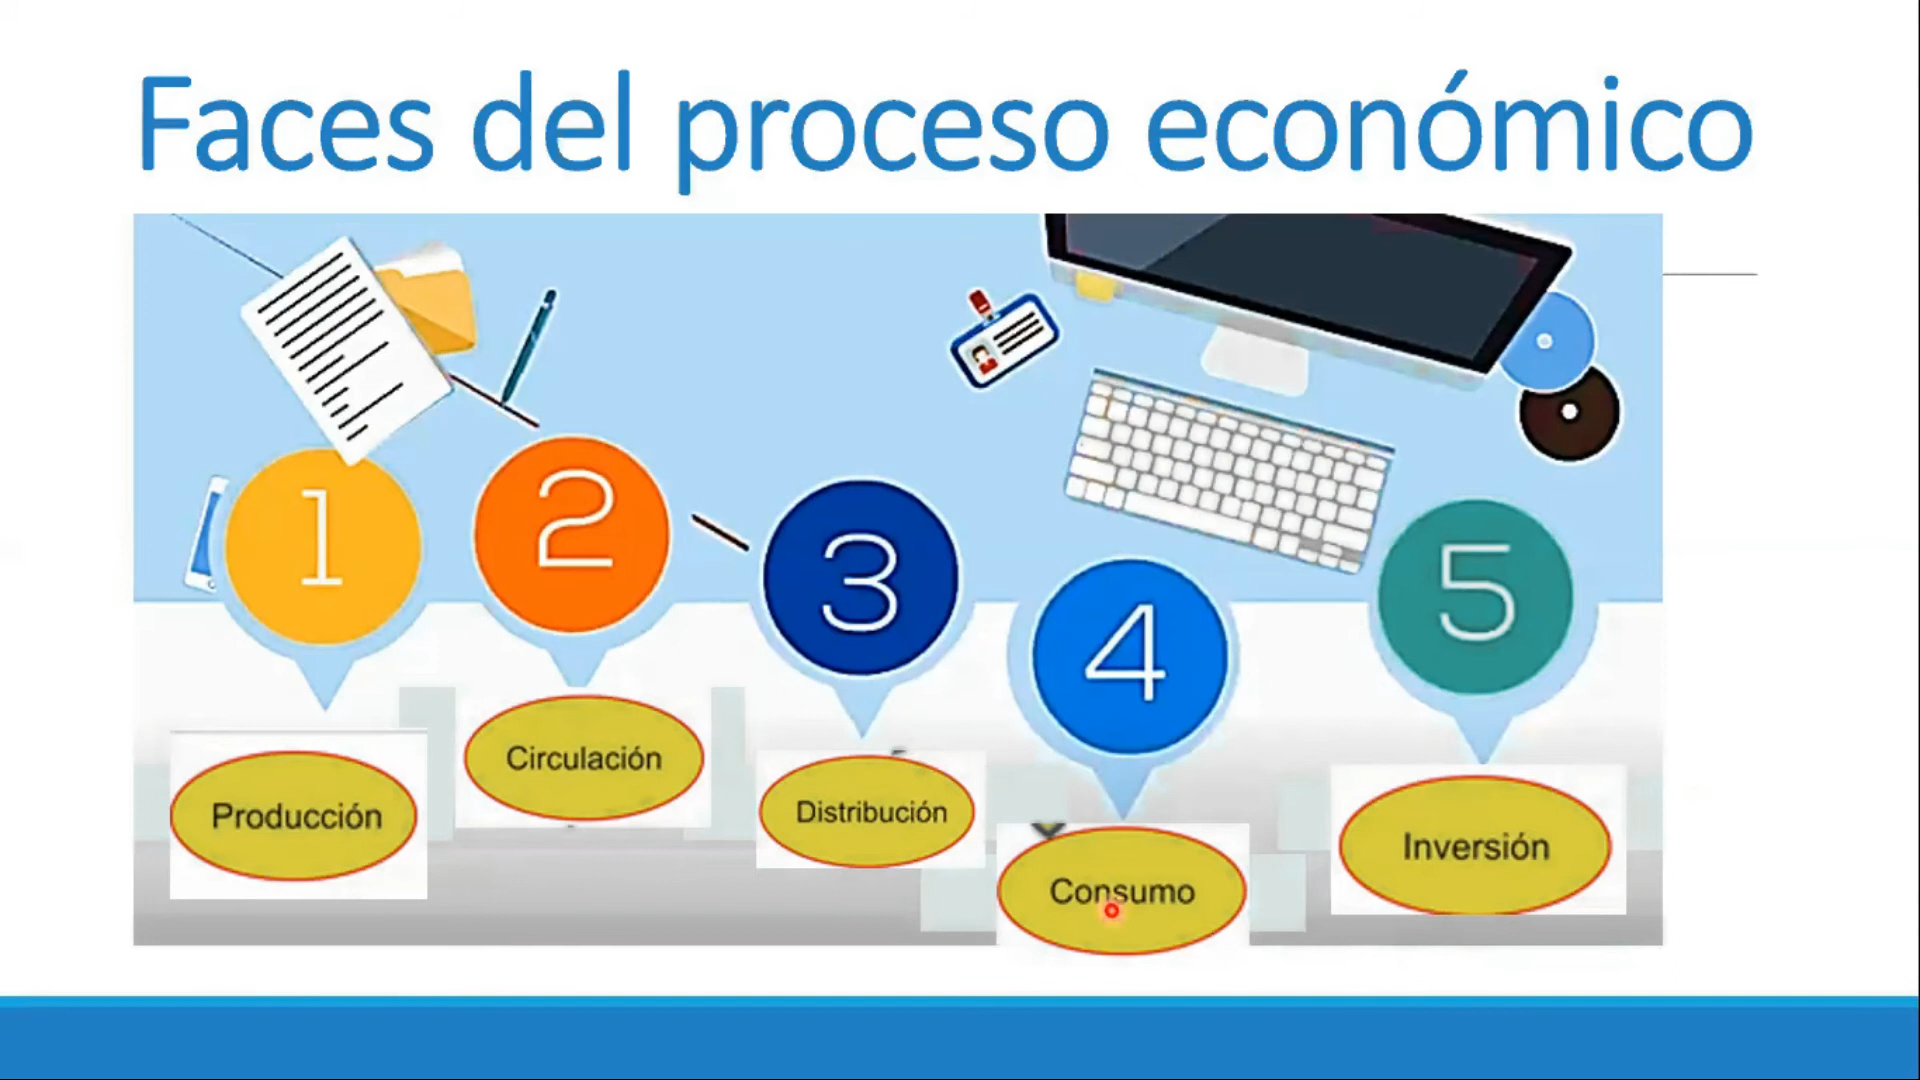 Faces del proceso económico
1
2
3
4
5
Producción
Circulación
Distribución
Consumo
Inversión